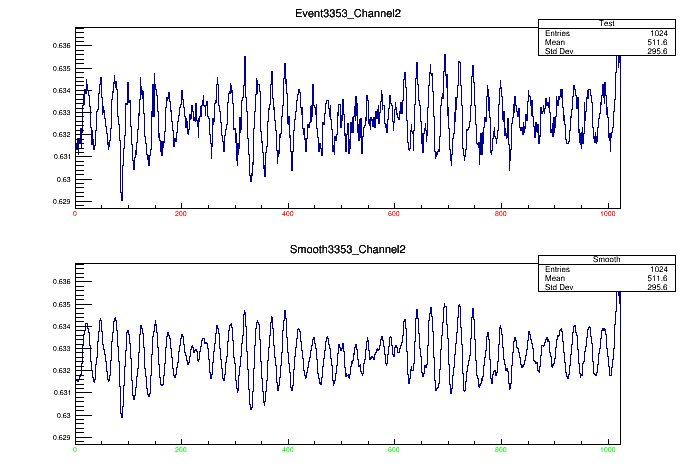 Event3353_Channel2
Test
Entries 1024
Mean 511.6
Std Dev 295.6
0.636
0.635
0.634
0.633
0.632
0.631
0.63
0.629
0 200 400 600 800 1000
Smooth3353_Channel2
Smooth
Entries 1024
Mean 511.6
Std Dev 295.6
0.636
0.635
0.634
0.633
0.632
0.631
0.63
0.629
0 200 400 600 800 1000